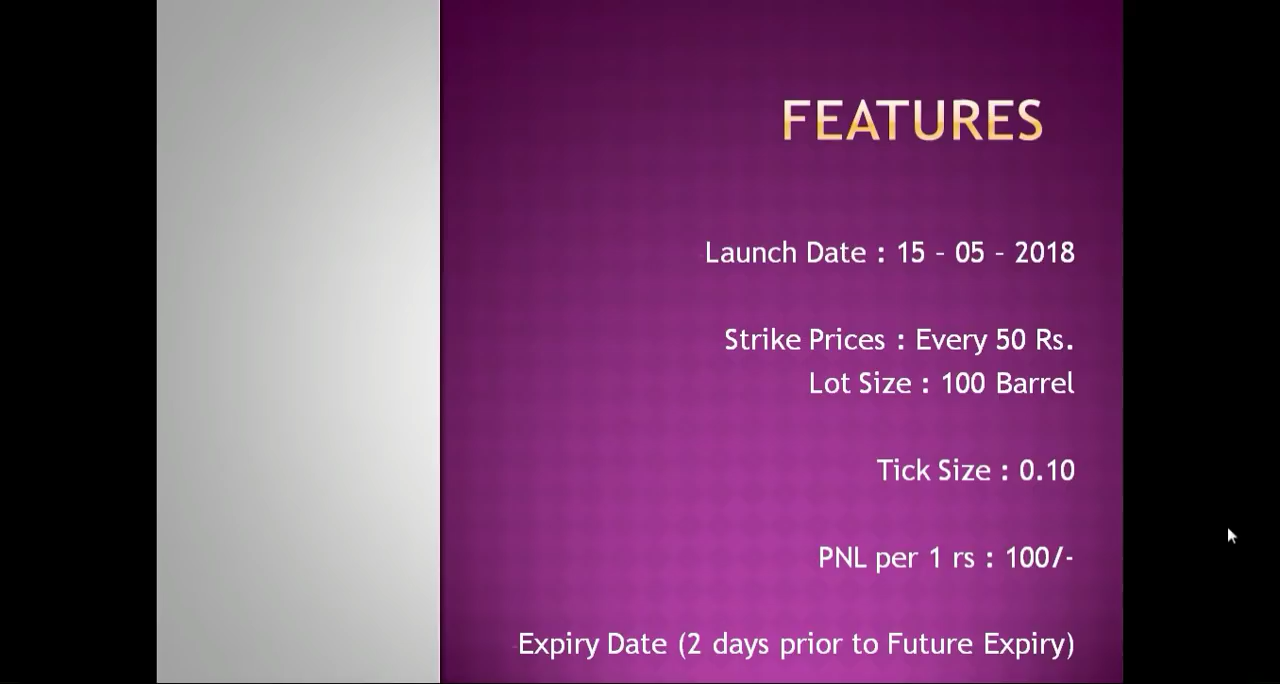 FEATURES
Launch Date : 15 - 05 - 2018
Strike Prices : Every 50 Rs.
Lot Size : 100 Barrel
Tick Size : 0.10
PNL per 1 rs : 100/-
Expiry Date (2 days prior to Future Expiry)